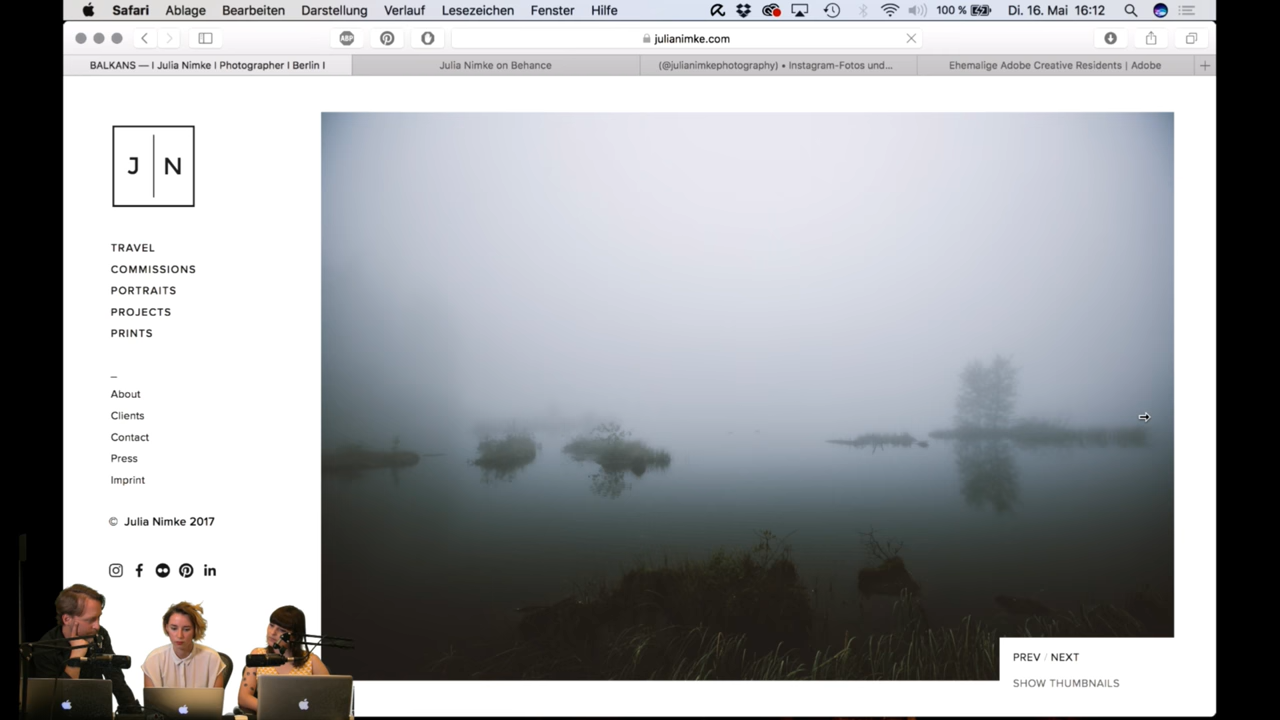 Safari Ablage Bearbeiten Darstellung Verlauf Lesezeichen Fenster Hilfe 100 % Di. 16. Mai 16:12
ABP julianimke.com
BALKANS — I Julia Nimke I Photographer I Berlin I
Julia Nimke on Behance
(@julianimkephotography) • Instagram-Fotos und...
Ehemalige Adobe Creative Residents | Adobe
J N
TRAVEL
COMMISSIONS
PORTRAITS
PROJECTS
PRINTS
–
About
Clients
Contact
Press
Imprint
© Julia Nimke 2017
PREV / NEXT
SHOW THUMBNAILS